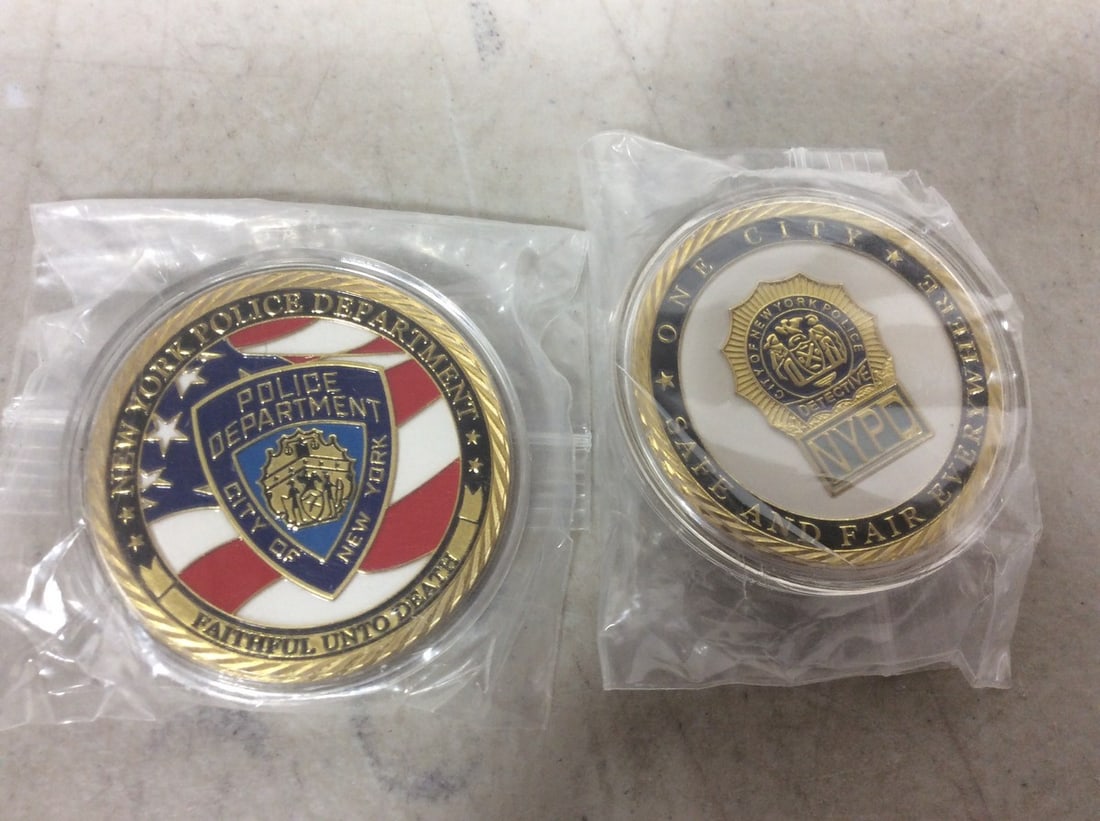 NEW YORK POLICE DEPARTMENT
POLICE
DEPARTMENT
CITY OF
NEW YORK
FAITHFUL UNTO DEATH
ONE CITY
SAFE AND FAIR EVERYWHERE
CITY OF NEW YORK POLICE
DETECTIVE
NYPD